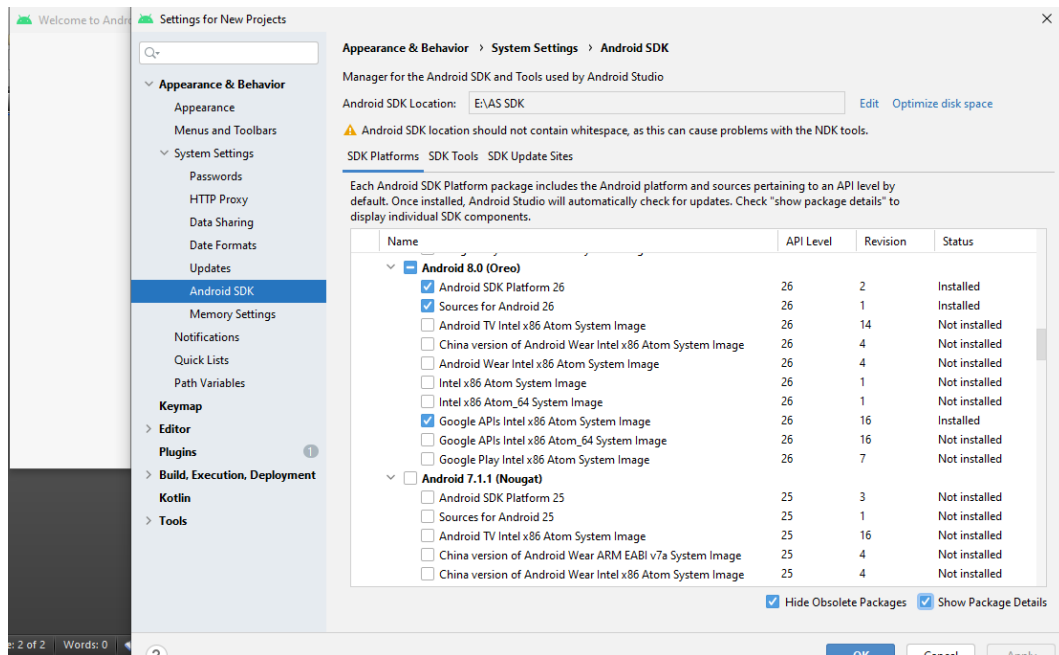 Welcome to Andr
Settings for New Projects
Appearance & Behavior
Appearance
Menus and Toolbars
System Settings
Passwords
HTTP Proxy
Data Sharing
Date Formats
Updates
Android SDK
Memory Settings
Notifications
Quick Lists
Path Variables
Keymap
Editor
Plugins 1
Build, Execution, Deployment
Kotlin
Tools
Appearance & Behavior > System Settings > Android SDK
Manager for the Android SDK and Tools used by Android Studio
Android SDK Location: E:\AS SDK Edit Optimize disk space
Android SDK location should not contain whitespace, as this can cause problems with the NDK tools.
SDK Platforms SDK Tools SDK Update Sites
Each Android SDK Platform package includes the Android platform and sources pertaining to an API level by
default. Once installed, Android Studio will automatically check for updates. Check "show package details" to
display individual SDK components.
Name API Level Revision Status
Android 8.0 (Oreo)
Android SDK Platform 26 26 2 Installed
Sources for Android 26 26 1 Installed
Android TV Intel x86 Atom System Image 26 14 Not installed
China version of Android Wear Intel x86 Atom System Image 26 4 Not installed
Android Wear Intel x86 Atom System Image 26 4 Not installed
Intel x86 Atom System Image 26 1 Not installed
Intel x86 Atom_64 System Image 26 1 Not installed
Google APIs Intel x86 Atom System Image 26 16 Installed
Google APIs Intel x86 Atom_64 System Image 26 16 Not installed
Google Play Intel x86 Atom System Image 26 7 Not installed
Android 7.1.1 (Nougat)
Android SDK Platform 25 25 3 Not installed
Sources for Android 25 25 1 Not installed
Android TV Intel x86 Atom System Image 25 16 Not installed
China version of Android Wear ARM EABI v7a System Image 25 4 Not installed
China version of Android Wear Intel x86 Atom System Image 25 4 Not installed
Hide Obsolete Packages Show Package Details
OK Cancel Apply
e: 2 of 2 Words: 0